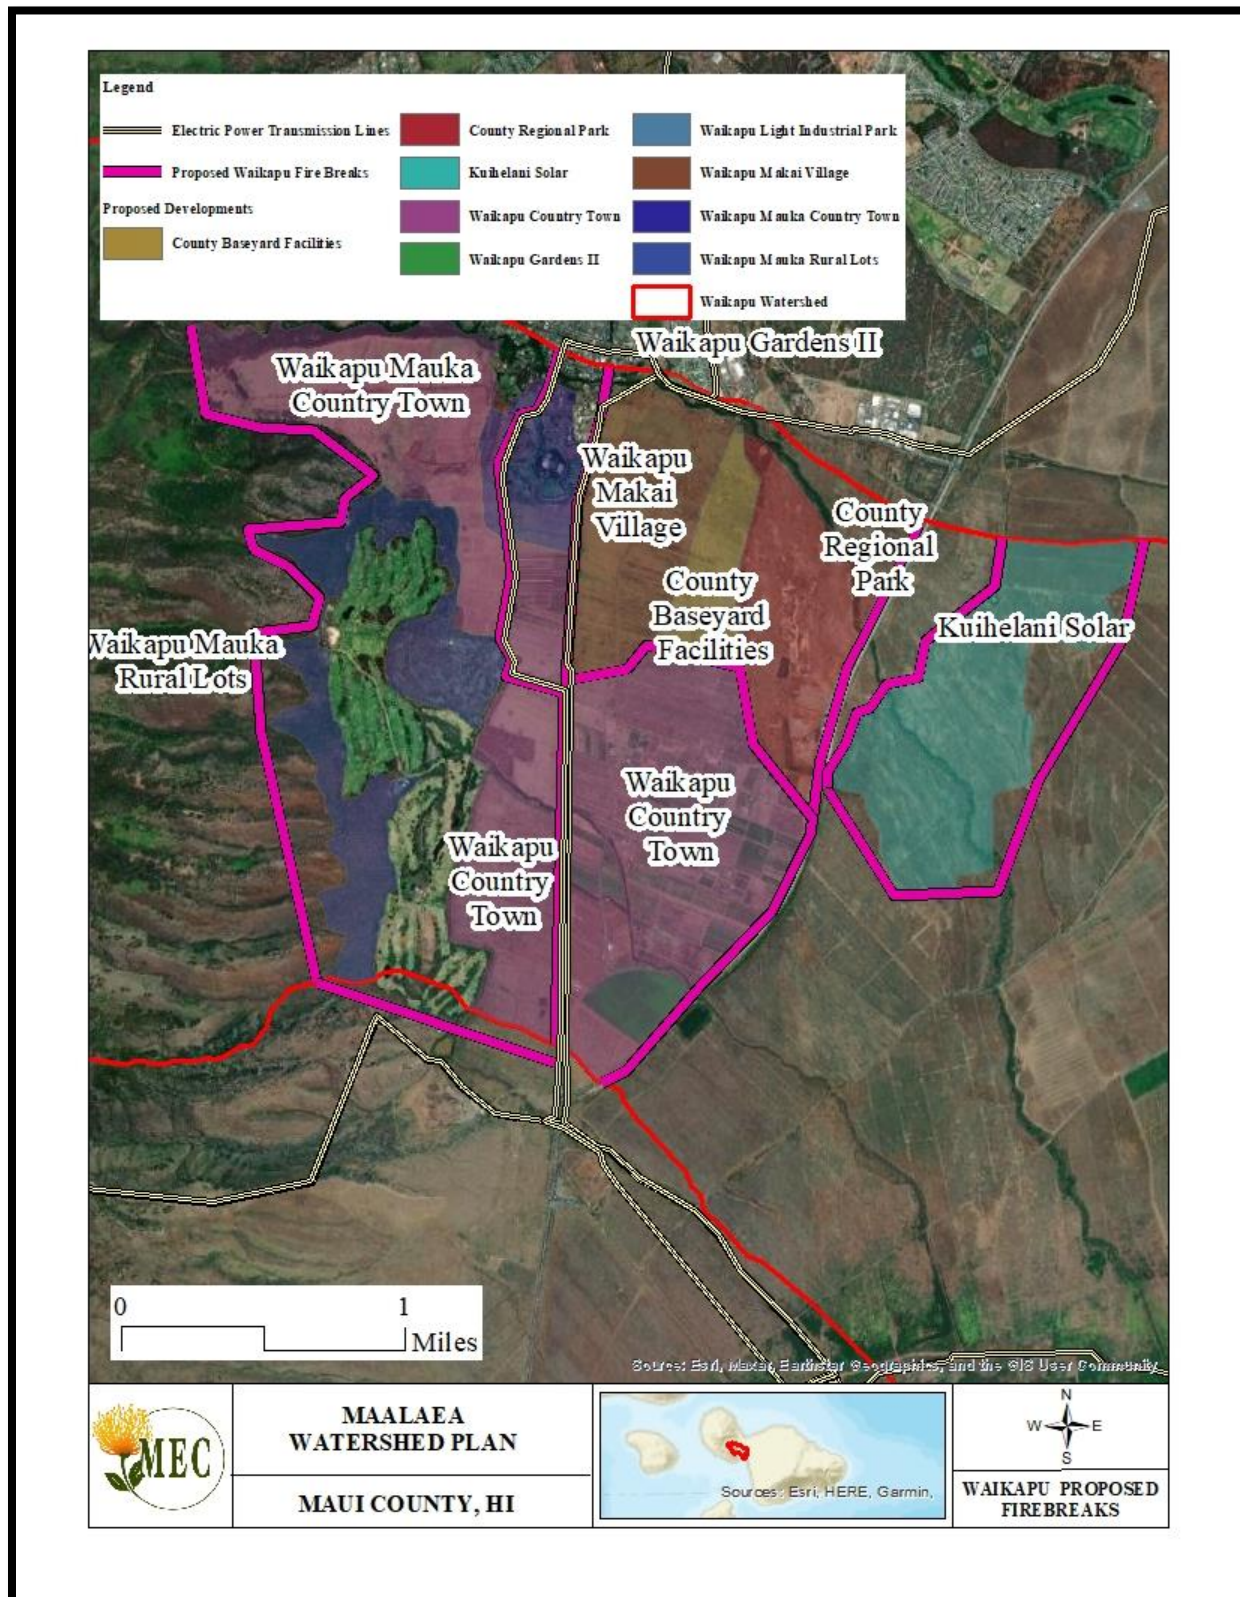 Legend
Electric Power Transmission Lines
Proposed Waikapu Fire Breaks
Proposed Developments
County Baseyard Facilities
County Regional Park
Kuihelani Solar
Waikapu Country Town
Waikapu Gardens II
Waikapu Light Industrial Park
Waikapu Makai Village
Waikapu Mauka Country Town
Waikapu Mauka Rural Lots
Waikapu Watershed
Waikapu Gardens II
Waikapu Mauka
Country Town
Waikapu
Makai
Village
County
Regional
Park
County
Baseyard
Facilities
Kuihelani Solar
Waikapu Mauka
Rural Lots
Waikapu
Country
Town
Waikapu
Country
Town
0 1
Miles
Source: Esri, Maxar, Earthstar Geographics, and the GIS User Community
MEC
MAALAEA
WATERSHED PLAN
MAUI COUNTY, HI
Sources: Esri, HERE, Garmin,
N
W E
S
WAIKAPU PROPOSED
FIREBREAKS